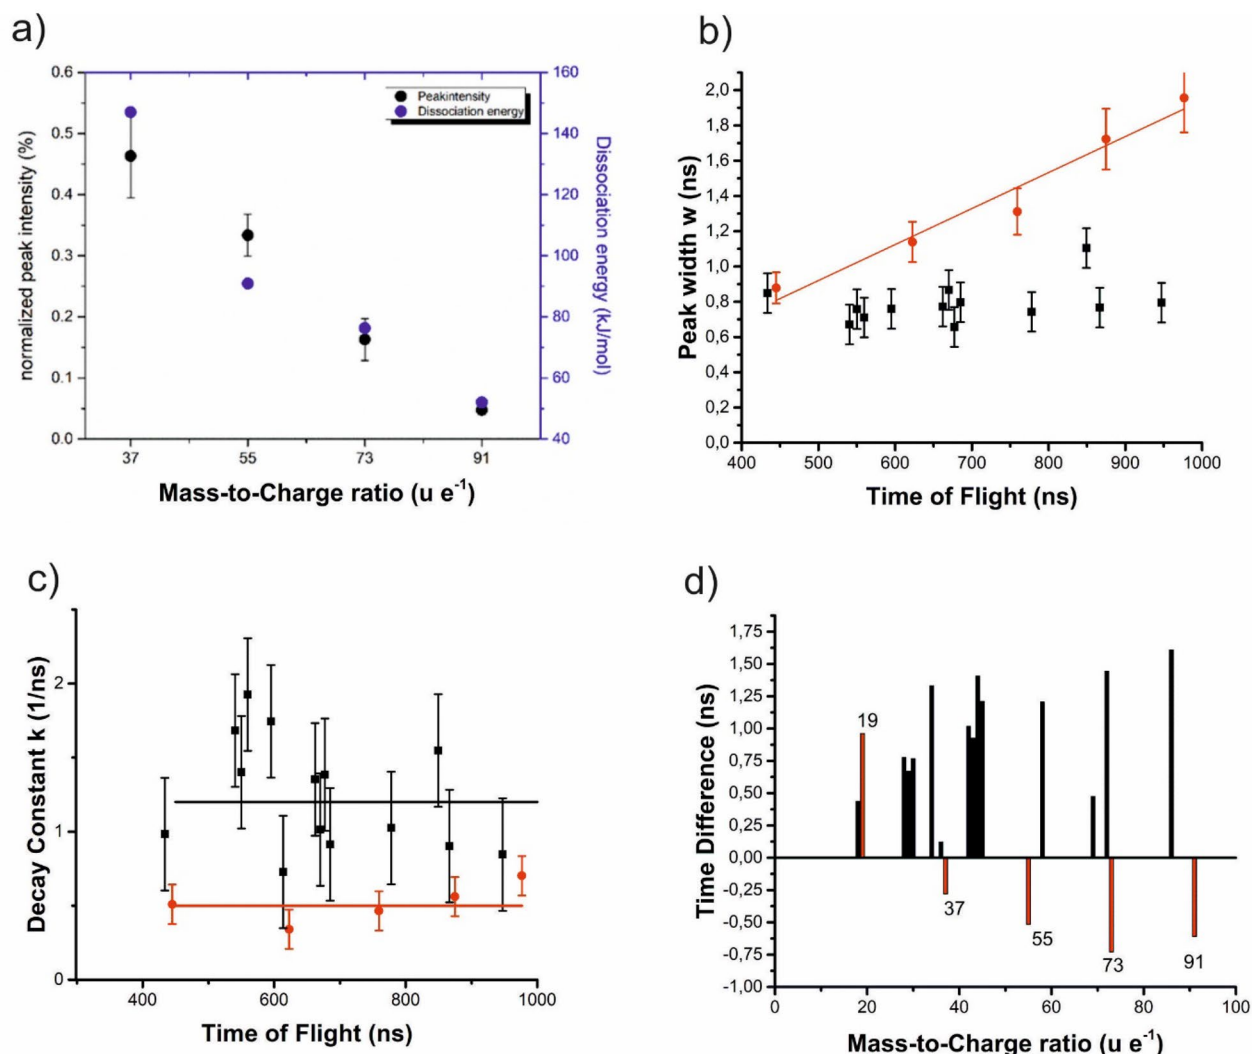 a)
0.6
0.5
0.4
0.3
0.2
0.1
0.0
normalized peak intensity (%)
Peakintensity
Dissociation energy
160
140
120
100
80
60
40
Dissociation energy (kJ/mol)
37 55 73 91
Mass-to-Charge ratio (u e⁻¹)
b)
2,0
1,8
1,6
1,4
1,2
1,0
0,8
0,6
0,4
0,2
0,0
Peak width w (ns)
400 500 600 700 800 900 1000
Time of Flight (ns)
c)
2
1
0
Decay Constant k (1/ns)
400 600 800 1000
Time of Flight (ns)
d)
1,75
1,50
1,25
1,00
0,75
0,50
0,25
0,00
-0,25
-0,50
-0,75
-1,00
Time Difference (ns)
19
37
55
73
91
0 20 40 60 80 100
Mass-to-Charge ratio (u e⁻¹)